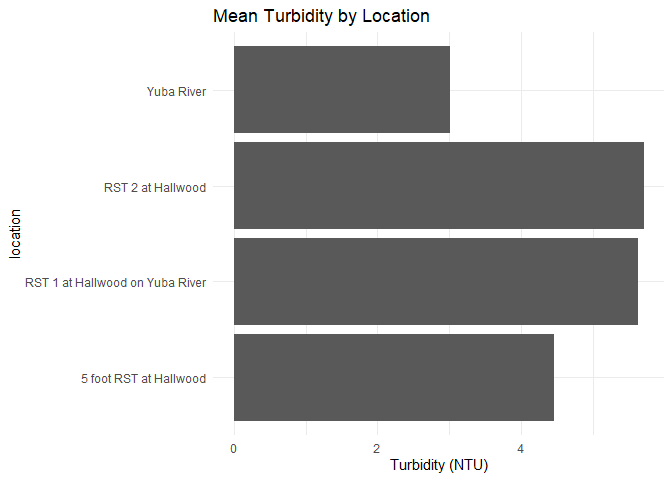 Mean Turbidity by Location
location
Yuba River
RST 2 at Hallwood
RST 1 at Hallwood on Yuba River
5 foot RST at Hallwood
0 2 4
Turbidity (NTU)